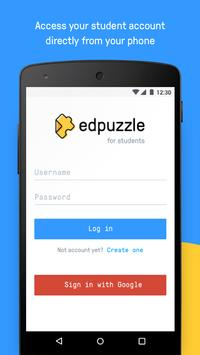 Access your student account
directly from your phone
12:30
edpuzzle
for students
Username
Password
Log in
Not account yet? Create one
Sign in with Google